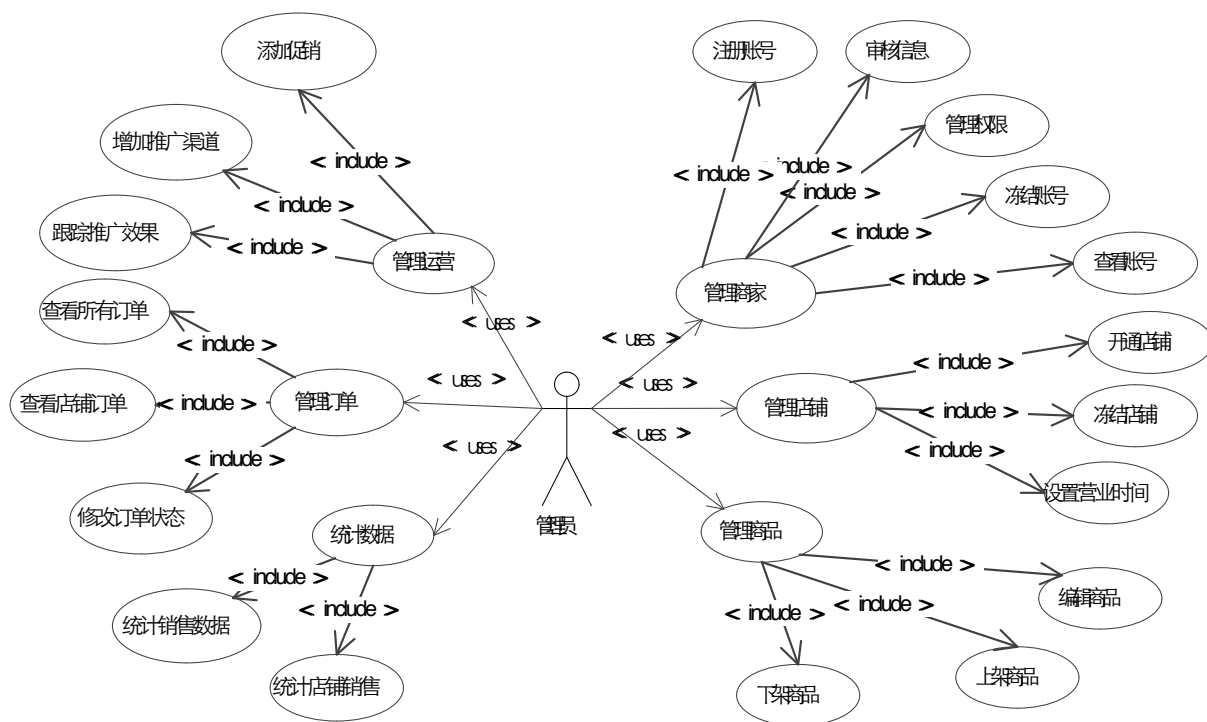 添加促销
注册账号
审核信息
增加推广渠道
管理权限
< include >
< include >
< include >
< include >
冻结账号
< include >
< include >
跟踪推广效果
< include >
管理运营
查看账号
< include >
管理商家
查看所有订单
< uses >
< uses >
开通店铺
< include >
< include >
< uses >
< uses >
查看店铺订单
< include >
管理订单
管理店铺
< include >
冻结店铺
< uses >
< uses >
< include >
< include >
设置营业时间
修改订单状态
管理员
统计数据
管理商品
< include >
< include >
编辑商品
< include >
< include >
< include >
统计销售数据
上架商品
统计店铺销售
下架商品